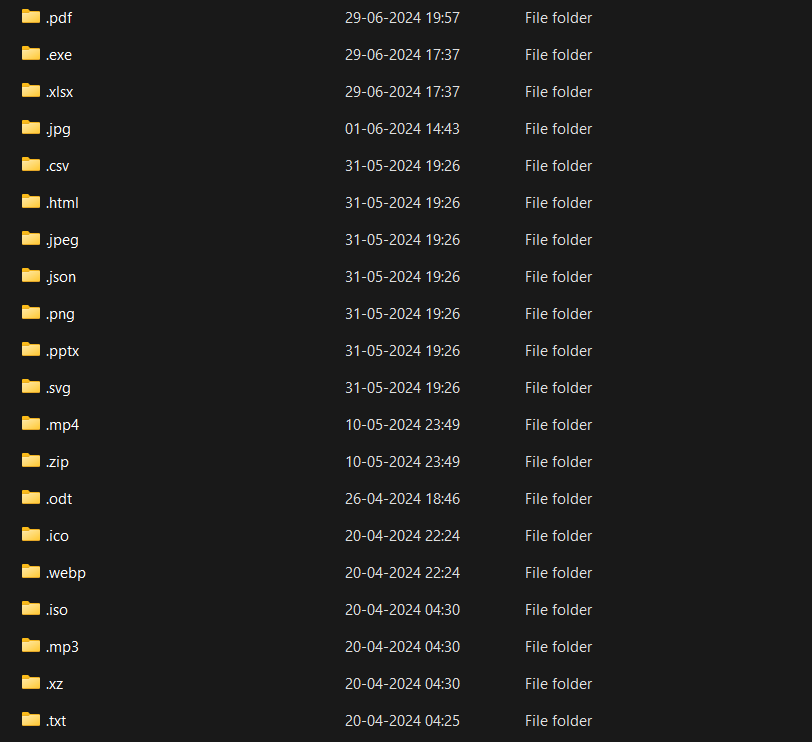 .pdf 29-06-2024 19:57 File folder
.exe 29-06-2024 17:37 File folder
.xlsx 29-06-2024 17:37 File folder
.jpg 01-06-2024 14:43 File folder
.csv 31-05-2024 19:26 File folder
.html 31-05-2024 19:26 File folder
.jpeg 31-05-2024 19:26 File folder
.json 31-05-2024 19:26 File folder
.png 31-05-2024 19:26 File folder
.pptx 31-05-2024 19:26 File folder
.svg 31-05-2024 19:26 File folder
.mp4 10-05-2024 23:49 File folder
.zip 10-05-2024 23:49 File folder
.odt 26-04-2024 18:46 File folder
.ico 20-04-2024 22:24 File folder
.webp 20-04-2024 22:24 File folder
.iso 20-04-2024 04:30 File folder
.mp3 20-04-2024 04:30 File folder
.xz 20-04-2024 04:30 File folder
.txt 20-04-2024 04:25 File folder